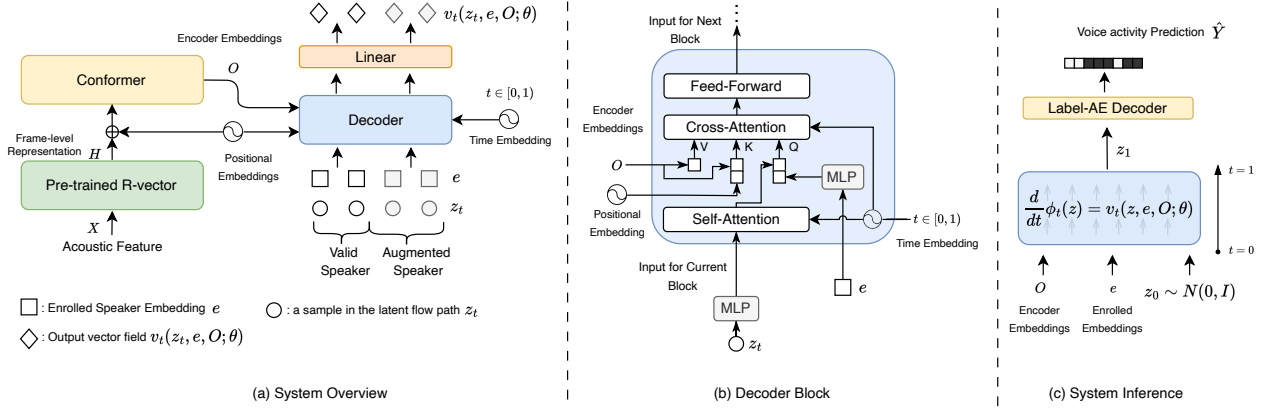 v_t(z_t, e, O; θ)
Encoder Embeddings
Linear
Conformer
O
t ∈ [0, 1)
Decoder
Time Embedding
Frame-level
Representation
H
Positional
Embeddings
Pre-trained R-vector
e
z_t
X
Acoustic Feature
Valid
Speaker
Augmented
Speaker
: Enrolled Speaker Embedding e
: a sample in the latent flow path z_t
: Output vector field v_t(z_t, e, O; θ)
(a) System Overview
Input for Next
Block
Feed-Forward
Encoder
Embeddings
Cross-Attention
V
K
Q
O
MLP
Positional
Embedding
Self-Attention
t ∈ [0, 1)
Time Embedding
Input for Current
Block
e
MLP
z_t
(b) Decoder Block
Voice activity Prediction Ŷ
Label-AE Decoder
z_1
t = 1
d/dt ϕ_t(z) = v_t(z, e, O; θ)
t = 0
O
e
z_0 ∼ N(0, I)
Encoder
Embeddings
Enrolled
Embeddings
(c) System Inference